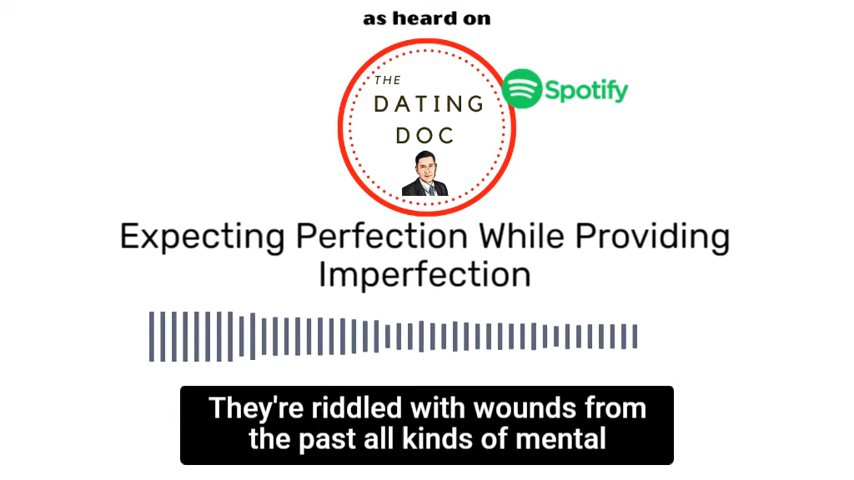 as heard on
THE
DATING
DOC
Spotify
Expecting Perfection While Providing
Imperfection
They're riddled with wounds from
the past all kinds of mental